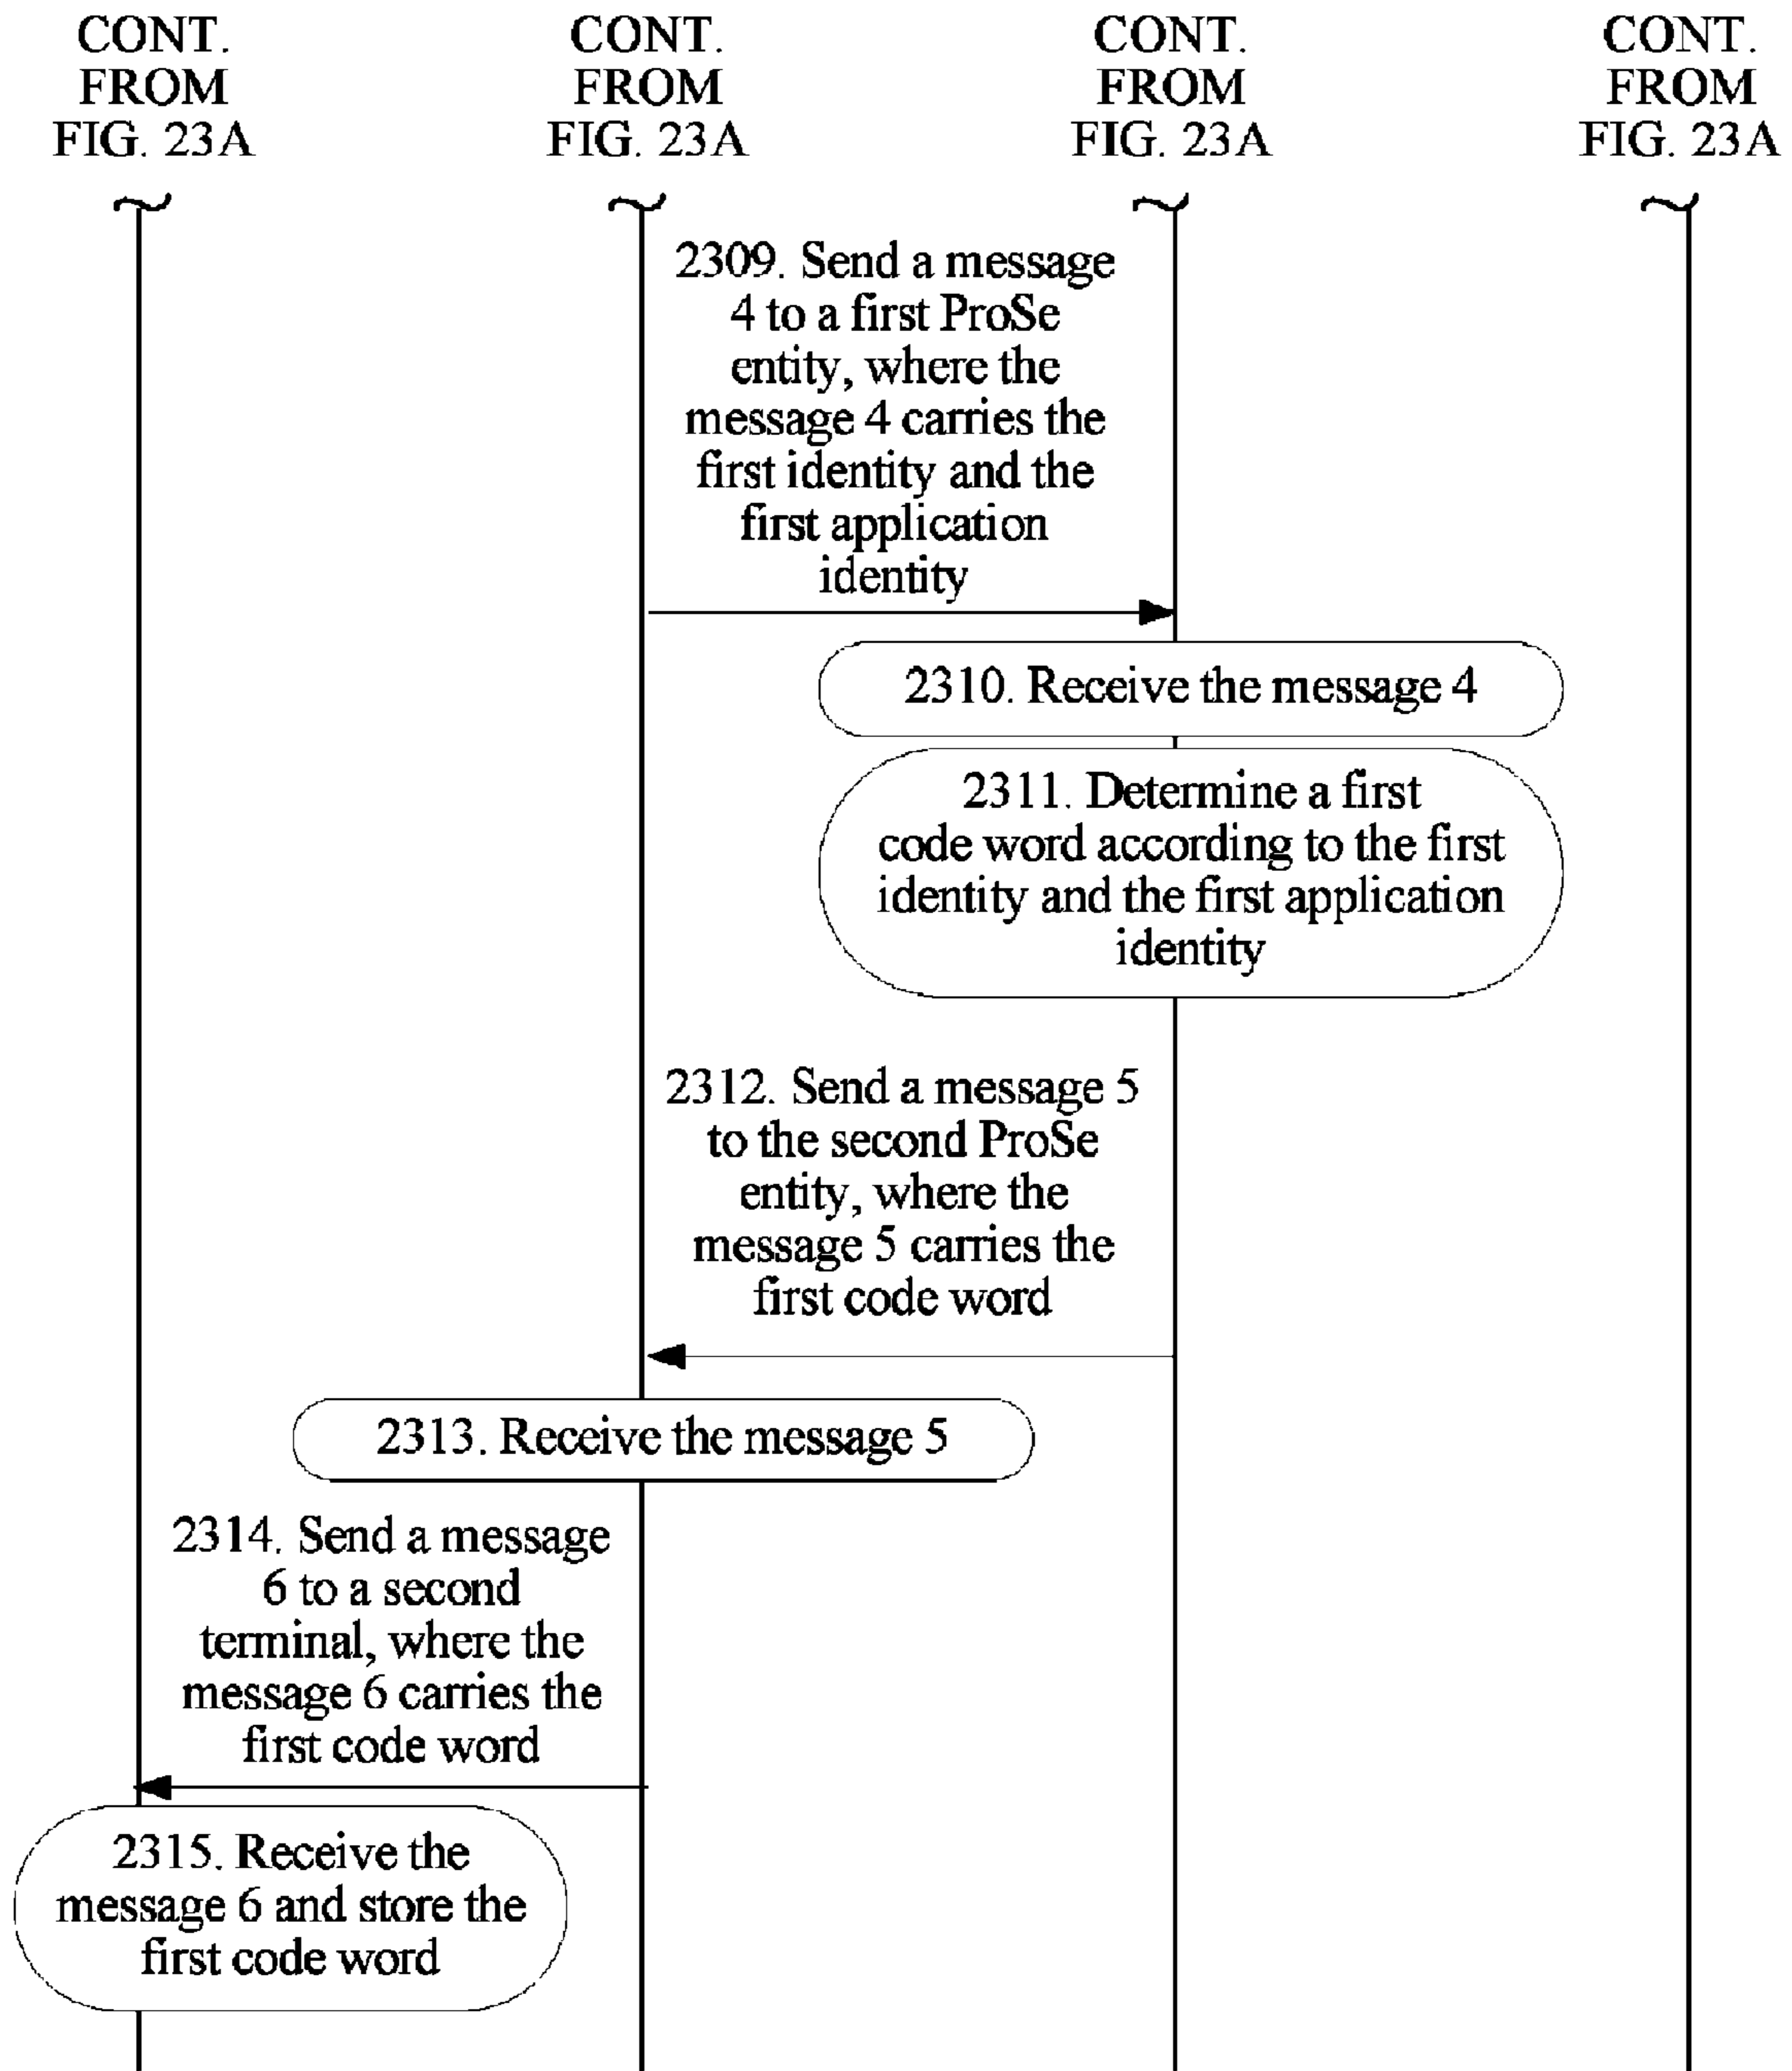 CONT.
FROM
FIG. 23A
CONT.
FROM
FIG. 23A
CONT.
FROM
FIG. 23A
CONT.
FROM
FIG. 23A
2309. Send a message
4 to a first ProSe
entity, where the
message 4 carries the
first identity and the
first application
identity
2310. Receive the message 4
2311. Determine a first
code word according to the first
identity and the first application
identity
2312. Send a message 5
to the second ProSe
entity, where the
message 5 carries the
first code word
2313. Receive the message 5
2314. Send a message
6 to a second
terminal, where the
message 6 carries the
first code word
2315. Receive the
message 6 and store the
first code word